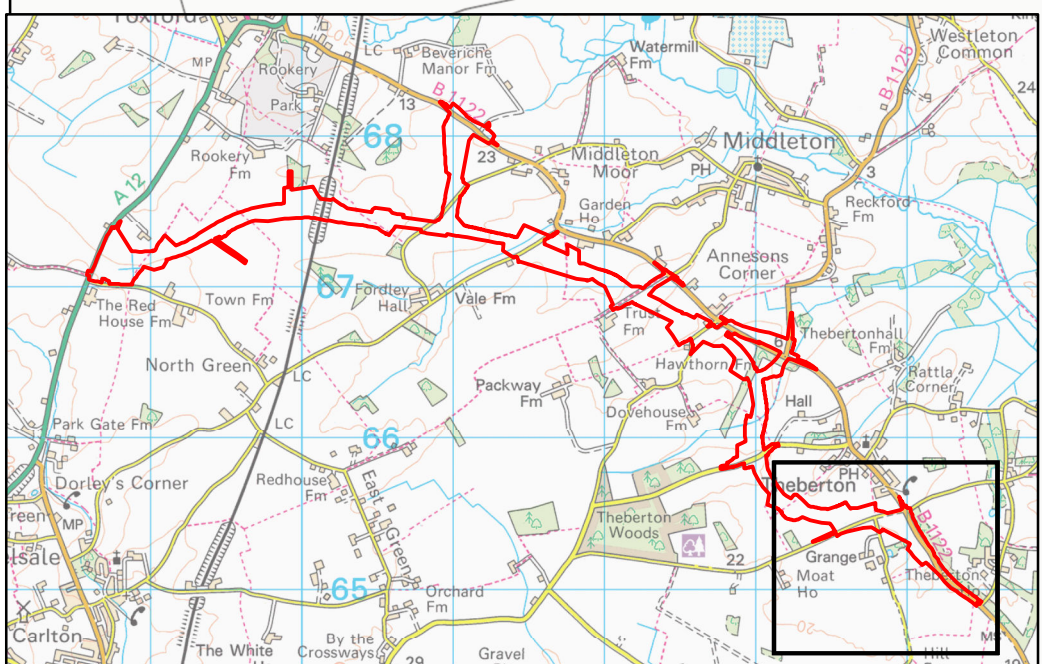 Yoxford
LC
Beveriche
Manor Fm
Watermill
Fm
Westleton
Common
MP
Rookery
Park
B 1122
B 1125
13
24
68
23
Middleton
Moor
Middleton
PH
Rookery
Fm
A 12
3
Garden
Ho
Reckford
Fm
Annesons
Corner
67
The Red
House Fm
Town Fm
Fordley
Hall
Vale Fm
Trust
Fm
6
Thebertonhall
Fm
North Green
LC
Hawthorn Fm
Rattla
Corner
Packway
Fm
Hall
Dovehouse
Fm
Park Gate Fm
LC
66
Dorley's Corner
Redhouse
Fm
East Green
PH
Theberton
MP
Theberton
Woods
B 1122
22
Grange
Moat
Ho
Theberton
65
Orchard
Fm
Carlton
The White
By the
Crossways
29
Gravel
20
MS
Hill
10